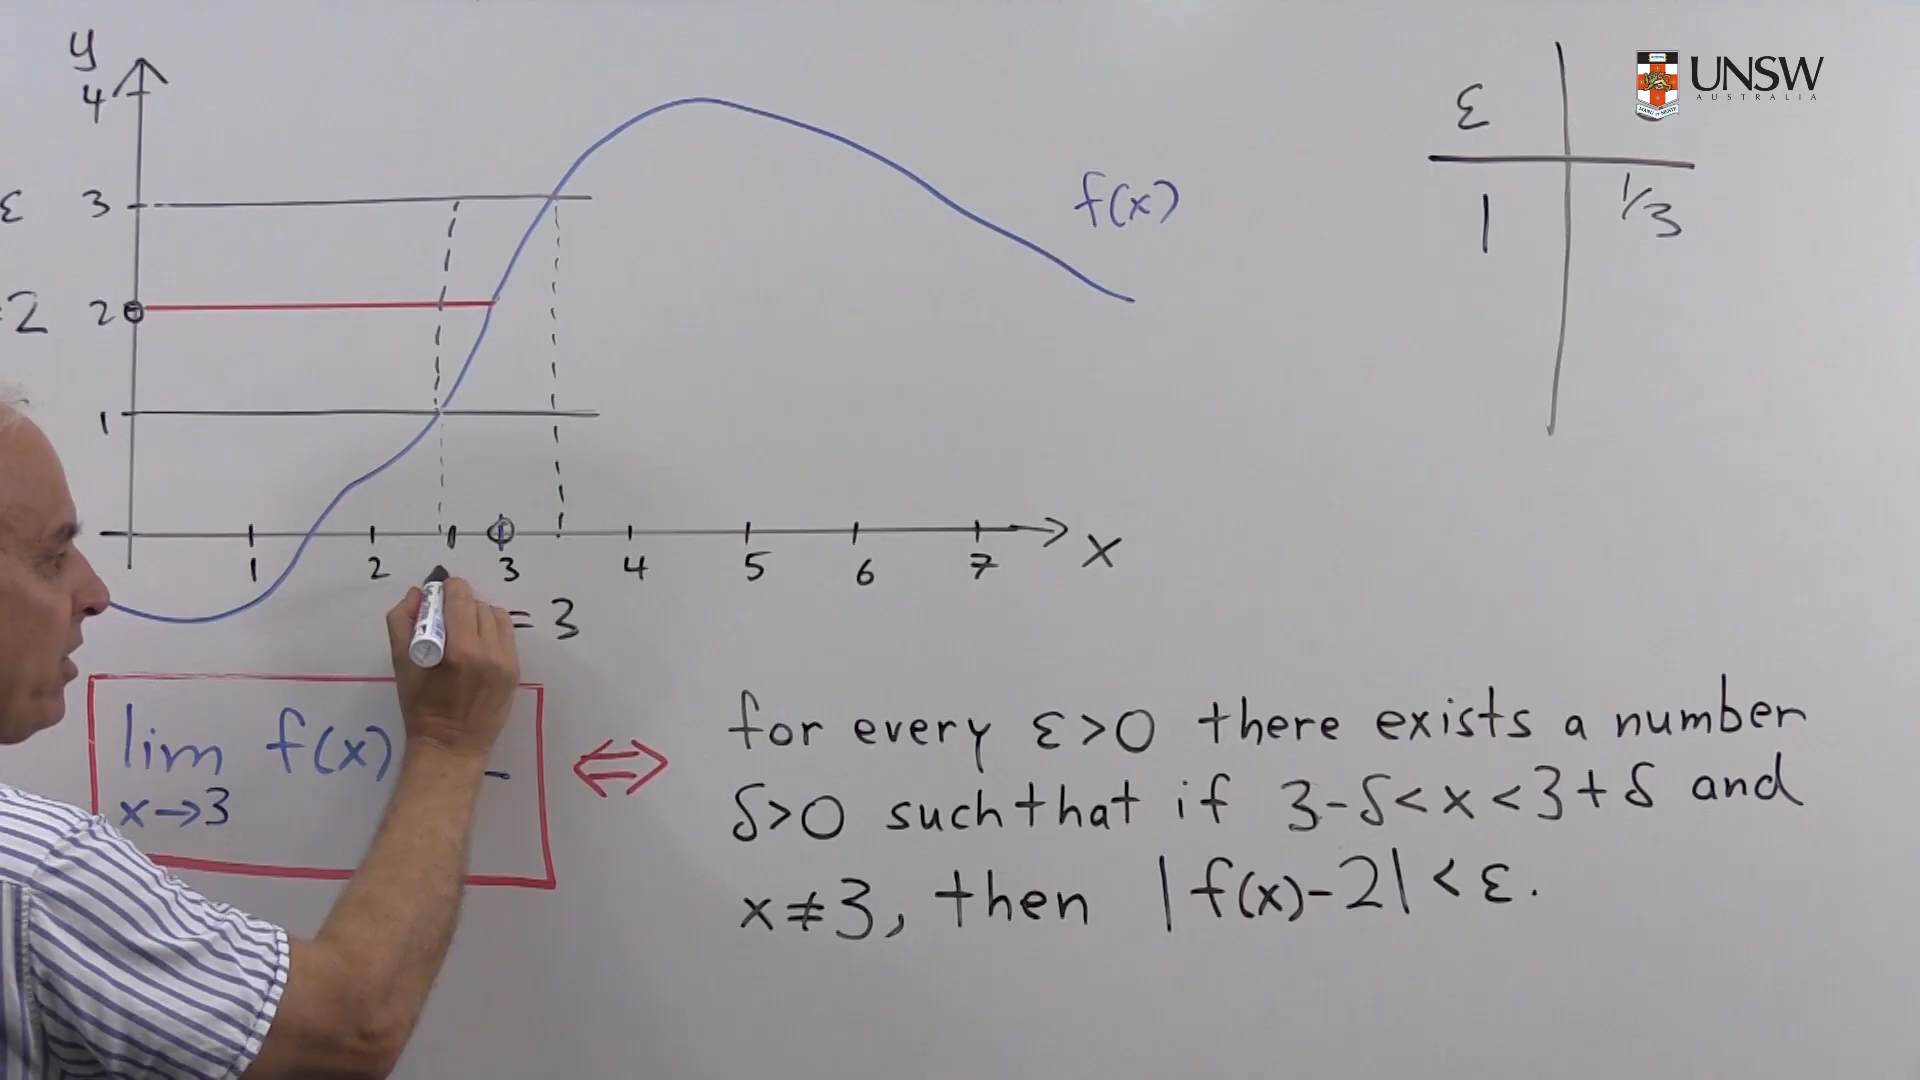 y
4
ε 3
2 2
1
1 2 3 4 5 6 7 x
= 3
f(x)
ε
1 1/3
UNSW
AUSTRALIA
lim f(x)
x→3
⇔
for every ε>0 there exists a number
δ>0 such that if 3-δ<x<3+δ and
x≠3, then |f(x)-2|<ε.